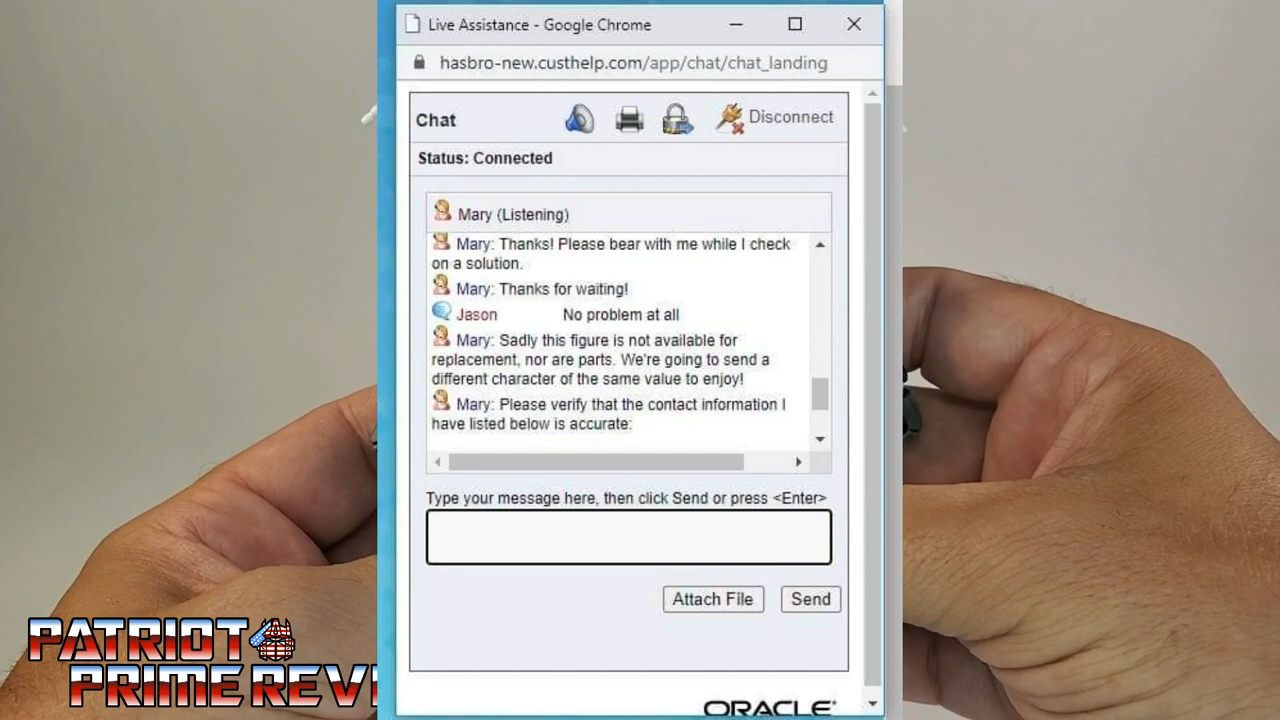 Live Assistance - Google Chrome
hasbro-new.custhelp.com/app/chat/chat_landing
Chat
Disconnect
Status: Connected
Mary (Listening)
Mary: Thanks! Please bear with me while I check
on a solution.
Mary: Thanks for waiting!
Jason No problem at all
Mary: Sadly this figure is not available for
replacement, nor are parts. We're going to send a
different character of the same value to enjoy!
Mary: Please verify that the contact information I
have listed below is accurate:
Type your message here, then click Send or press <Enter>
Attach File Send
ORACLE
PATRIOT
PRIME REVI